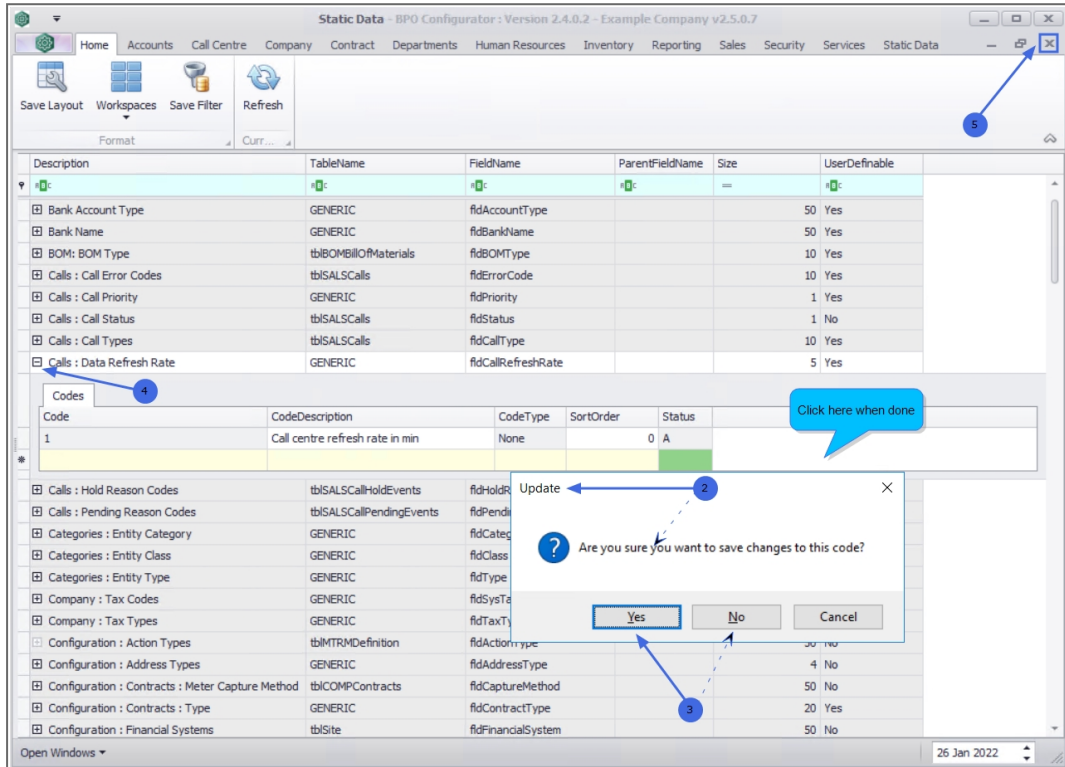 Static Data - BPO Configurator : Version 2.4.0.2 - Example Company v2.5.0.7
Home Accounts Call Centre Company Contract Departments Human Resources Inventory Reporting Sales Security Services Static Data
Save Layout Workspaces Save Filter Refresh
5
Format Curr...
Description TableName FieldName ParentFieldName Size UserDefinable
Bank Account Type GENERIC fldAccountType 50 Yes
Bank Name GENERIC fldBankName 50 Yes
BOM: BOM Type tblBOMBillOfMaterials fldBOMType 10 Yes
Calls : Call Error Codes tblSALSCalls fldErrorCode 10 Yes
Calls : Call Priority GENERIC fldPriority 1 Yes
Calls : Call Status tblSALSCalls fldStatus 1 No
Calls : Call Types tblSALSCalls fldCallType 10 Yes
Calls : Data Refresh Rate GENERIC fldCallRefreshRate 5 Yes
4
Codes
Click here when done
Code CodeDescription CodeType SortOrder Status
1 Call centre refresh rate in min None 0 A
Calls : Hold Reason Codes tblSALSCallHoldEvents fldHoldR
Calls : Pending Reason Codes tblSALSCallPendingEvents fldPendi
Categories : Entity Category GENERIC fldCateg
Categories : Entity Class GENERIC fldClass
Categories : Entity Type GENERIC fldType
Company : Tax Codes GENERIC fldSysTa
Company : Tax Types GENERIC fldTaxTy
Update 2
Are you sure you want to save changes to this code?
Yes No Cancel
Configuration : Action Types tblMTRMDefinition fldActionType 50 No
Configuration : Address Types GENERIC fldAddressType 4 No
Configuration : Contracts : Meter Capture Method tblCOMPContracts fldCaptureMethod 50 No
Configuration : Contracts : Type GENERIC fldContractType 20 Yes
3
Configuration : Financial Systems tblSite fldFinancialSystem 50 No
Open Windows 26 Jan 2022